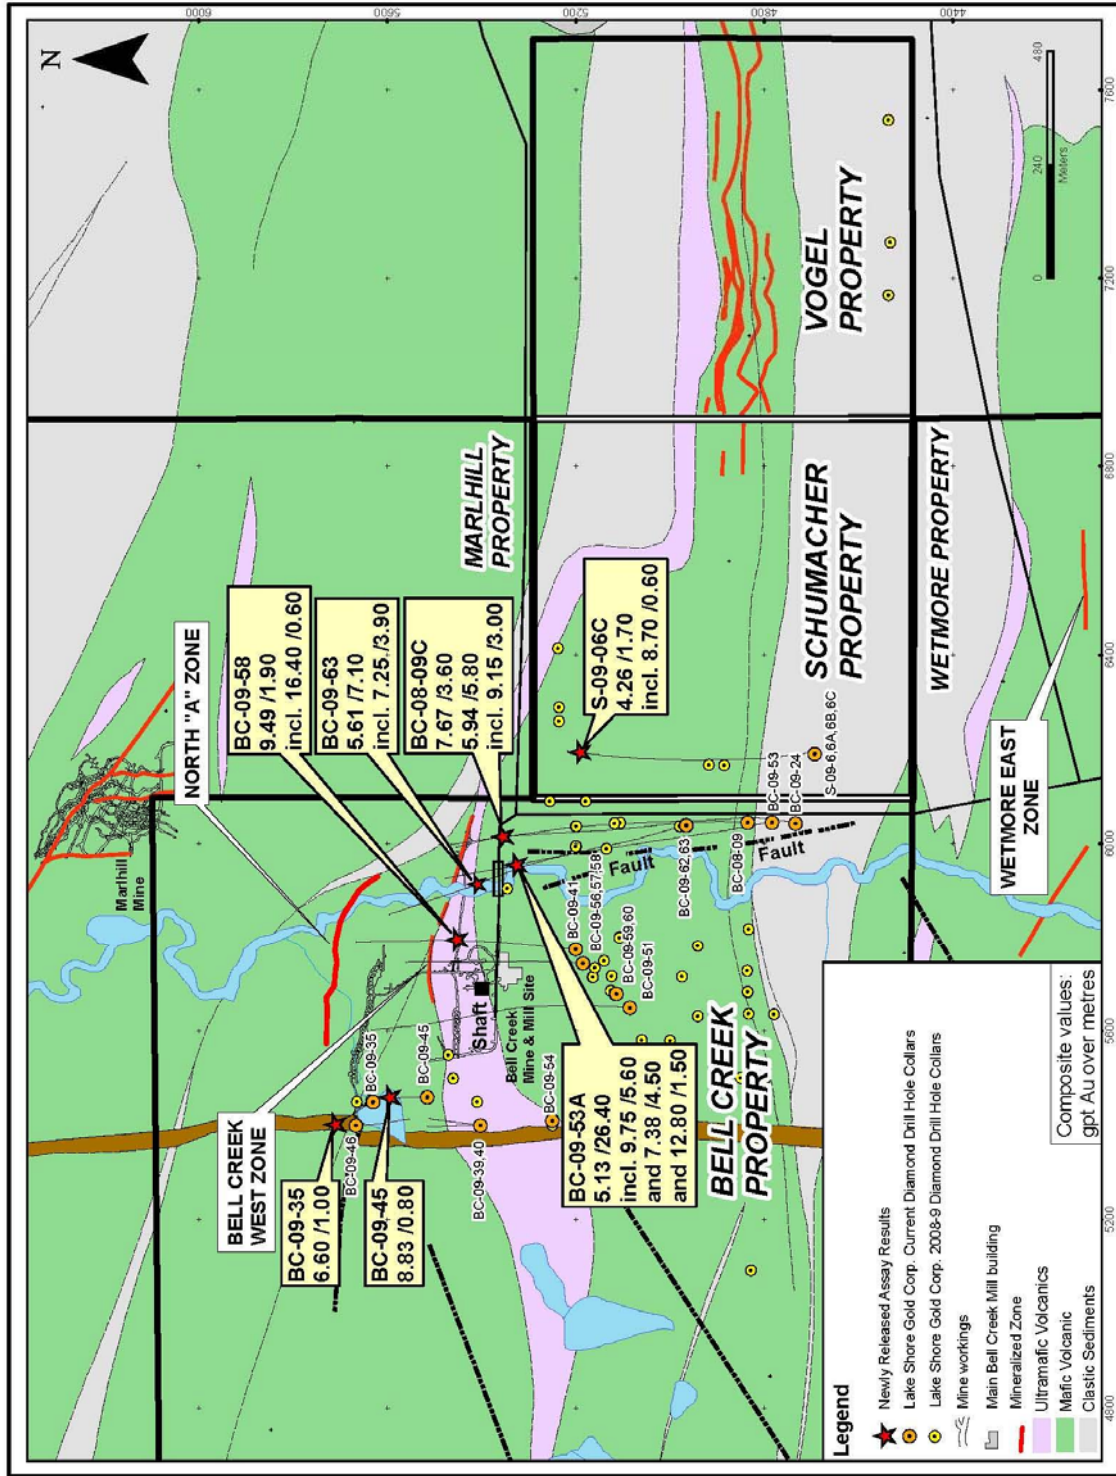 N
6000
5600
5200
4800
4400
NORTH "A" ZONE
Marlhill
Mine
BC-09-58
9.49 /1.90
incl. 16.40 /0.60
BC-09-63
5.61 /7.10
incl. 7.25 /3.90
BC-08-09C
7.67 /3.60
5.94 /5.80
incl. 9.15 /3.00
MARLHILL
PROPERTY
S-09-06C
4.26 /1.70
incl. 8.70 /0.60
SCHUMACHER
PROPERTY
VOGEL
PROPERTY
WETMORE PROPERTY
WETMORE EAST
ZONE
BELL CREEK
WEST ZONE
BC-09-35
6.60 /1.00
BC-09-45
8.83 /0.80
BC-09-53A
5.13 /26.40
incl. 9.75 /5.60
and 7.38 /4.50
and 12.80 /1.50
BELL CREEK
PROPERTY
Shaft
Bell Creek
Mine & Mill Site
BC-09-35
BC-09-45
BC-09-46
BC-09-39,40
BC-09-54
BC-09-41
BC-09-56,57,58
BC-09-59,60
BC-09-51
BC-09-62,63
BC-08-09
BC-09-53
BC-09-24
S-09-6,6A,6B,6C
Fault
Fault
Legend
Newly Released Assay Results
Lake Shore Gold Corp. Current Diamond Drill Hole Collars
Lake Shore Gold Corp. 2008-9 Diamond Drill Hole Collars
Mine workings
Main Bell Creek Mill building
Mineralized Zone
Ultramafic Volcanics
Mafic Volcanic
Clastic Sediments
Composite values:
gpt Au over metres
0 240 480
Meters
4800
5200
5600
6000
6400
6800
7200
7600